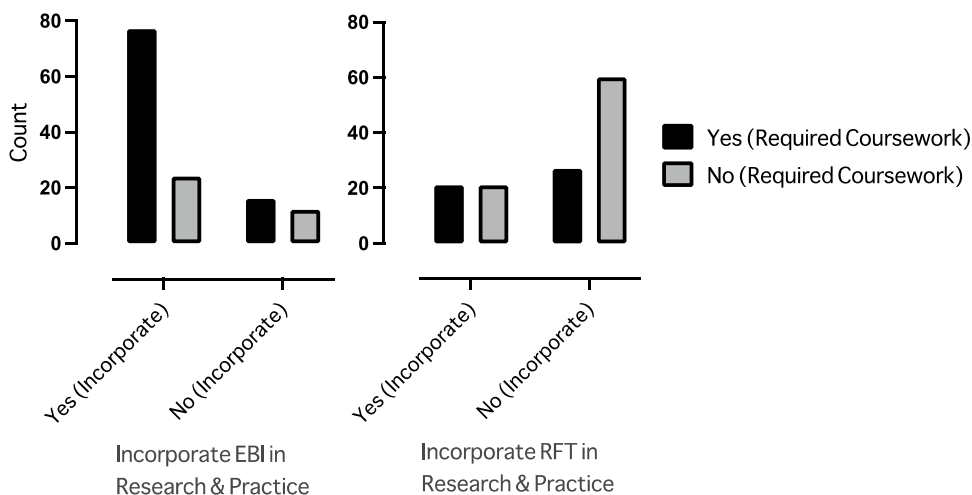 80
60
40
20
0
Count
Yes (Incorporate)
No (Incorporate)
Incorporate EBI in
Research & Practice
80
60
40
20
0
Yes (Incorporate)
No (Incorporate)
Incorporate RFT in
Research & Practice
Yes (Required Coursework)
No (Required Coursework)